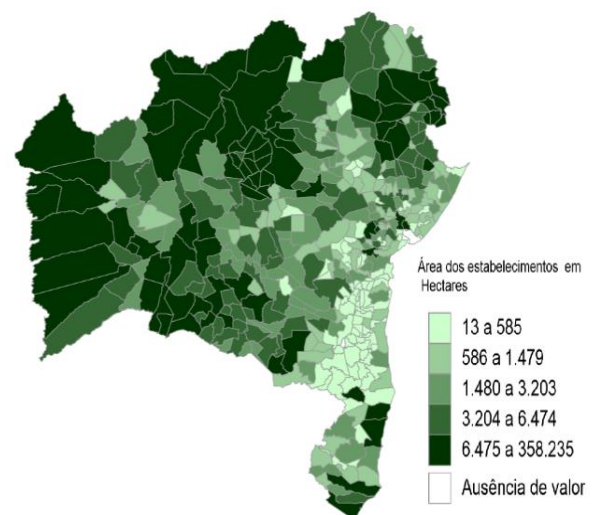 Área dos estabelecimentos em
Hectares
13 a 585
586 a 1.479
1.480 a 3.203
3.204 a 6.474
6.475 a 358.235
Ausência de valor